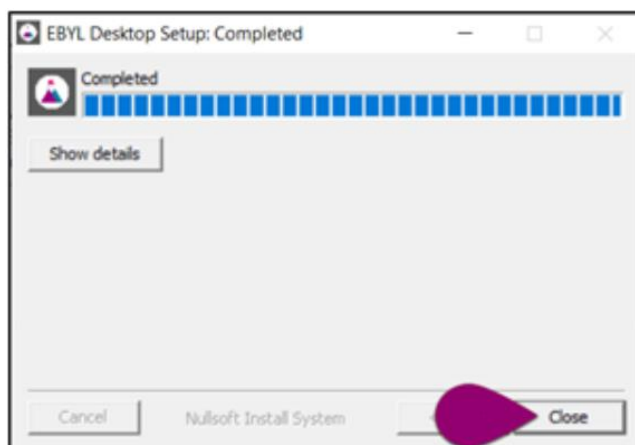 EBYL Desktop Setup: Completed
Completed
Show details
Cancel Nullsoft Install System Close